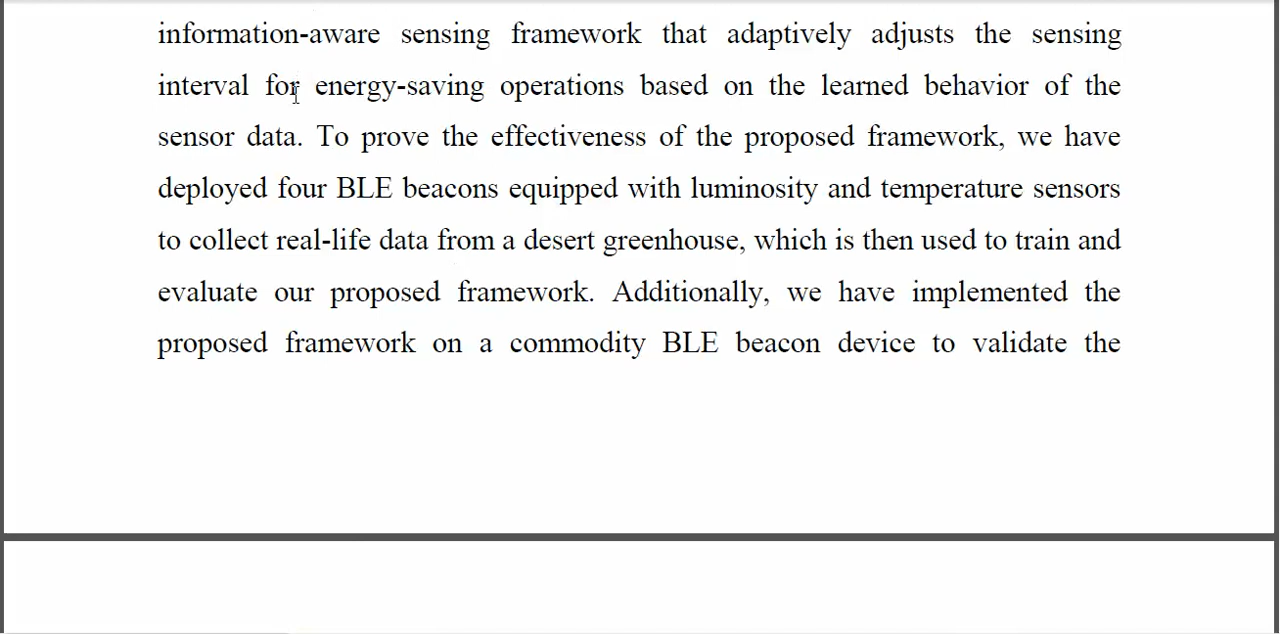 information-aware sensing framework that adaptively adjusts the sensing
interval for energy-saving operations based on the learned behavior of the
sensor data. To prove the effectiveness of the proposed framework, we have
deployed four BLE beacons equipped with luminosity and temperature sensors
to collect real-life data from a desert greenhouse, which is then used to train and
evaluate our proposed framework. Additionally, we have implemented the
proposed framework on a commodity BLE beacon device to validate the